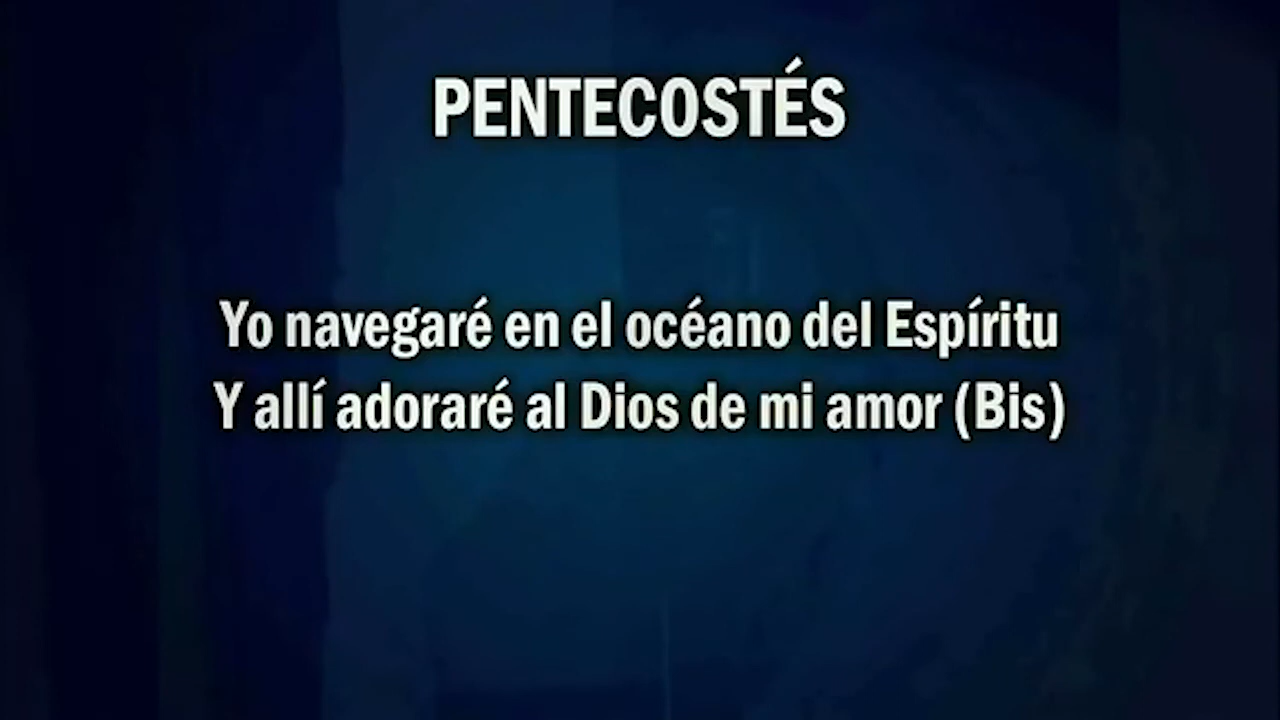 PENTECOSTÉS
Yo navegaré en el océano del Espíritu
Y allí adoraré al Dios de mi amor (Bis)